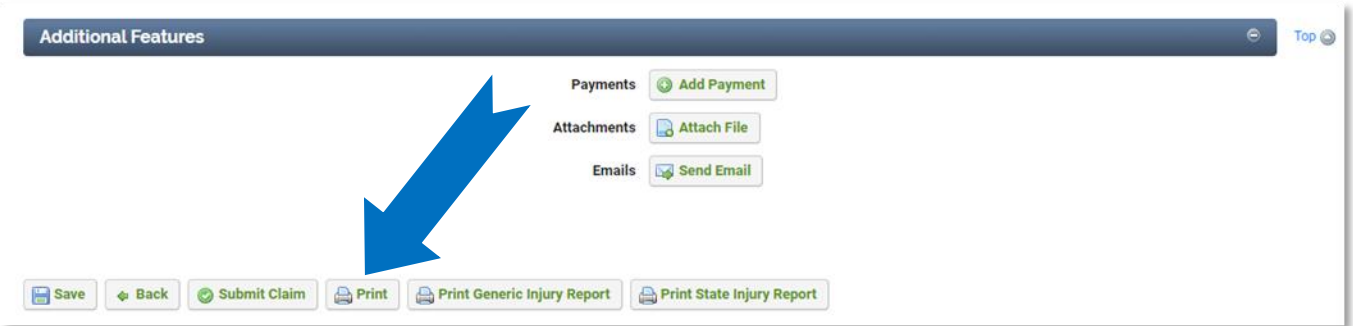 Additional Features
Top
Payments Add Payment
Attachments Attach File
Emails Send Email
Save Back Submit Claim Print Print Generic Injury Report Print State Injury Report